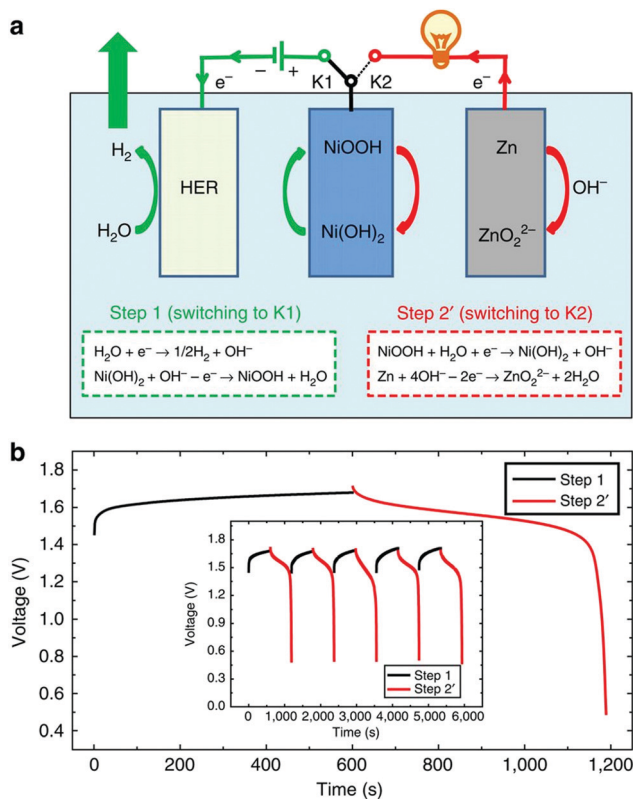 a
− + K1 K2
e⁻ e⁻
H₂ NiOOH Zn
HER OH⁻
H₂O Ni(OH)₂ ZnO₂²⁻
Step 1 (switching to K1) Step 2′ (switching to K2)
H₂O + e⁻ → 1/2H₂ + OH⁻
Ni(OH)₂ + OH⁻ − e⁻ → NiOOH + H₂O
NiOOH + H₂O + e⁻ → Ni(OH)₂ + OH⁻
Zn + 4OH⁻ − 2e⁻ → ZnO₂²⁻ + 2H₂O
b
Voltage (V)
1.8
1.6
1.4
1.2
1.0
0.8
0.6
0.4
Step 1
Step 2′
Voltage (V)
1.8
1.5
1.2
0.9
0.6
0.3
0.0
Step 1
Step 2′
0 1,000 2,000 3,000 4,000 5,000 6,000
Time (s)
0 200 400 600 800 1,000 1,200
Time (s)